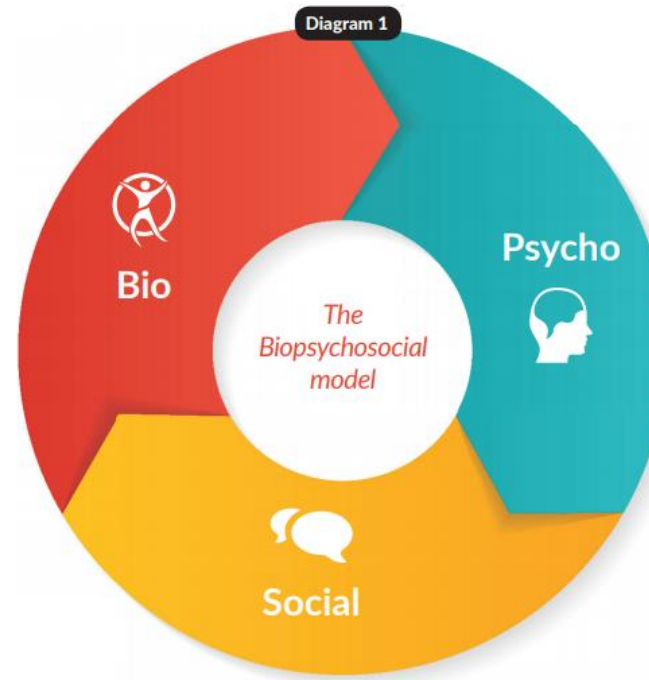 Diagram 1
Bio
Psycho
The
Biopsychosocial
model
Social